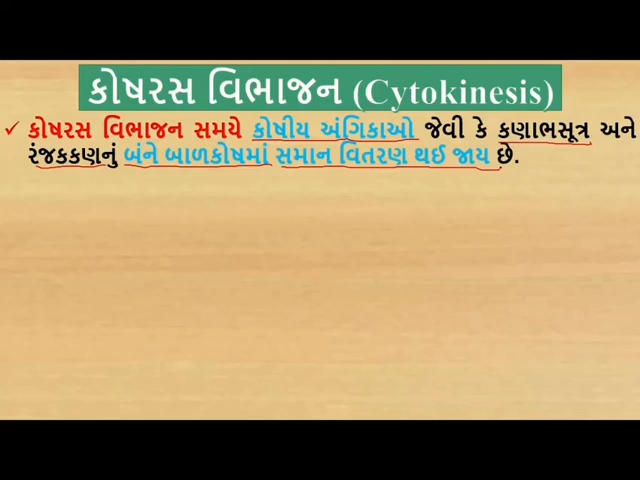 કોષરસ વિભાજન (Cytokinesis)
✓ કોષરસ વિભાજન સમયે કોષીય અંગિકાઓ જેવી કે કણાભસૂત્ર અને
રંજકકણનું બંને બાળકોષમાં સમાન વિતરણ થઈ જાય છે.